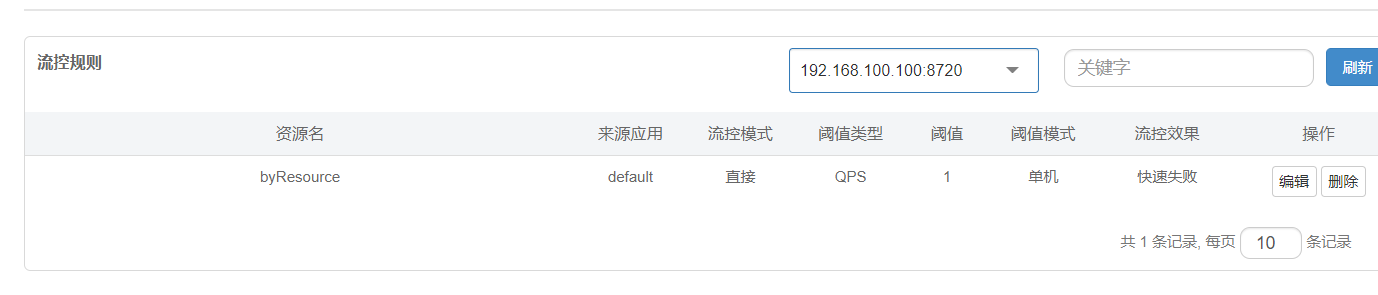 流控规则 192.168.100.100:8720 关键字 刷新
资源名 来源应用 流控模式 阈值类型 阈值 阈值模式 流控效果 操作
byResource default 直接 QPS 1 单机 快速失败 编辑 删除
共 1 条记录, 每页 10 条记录